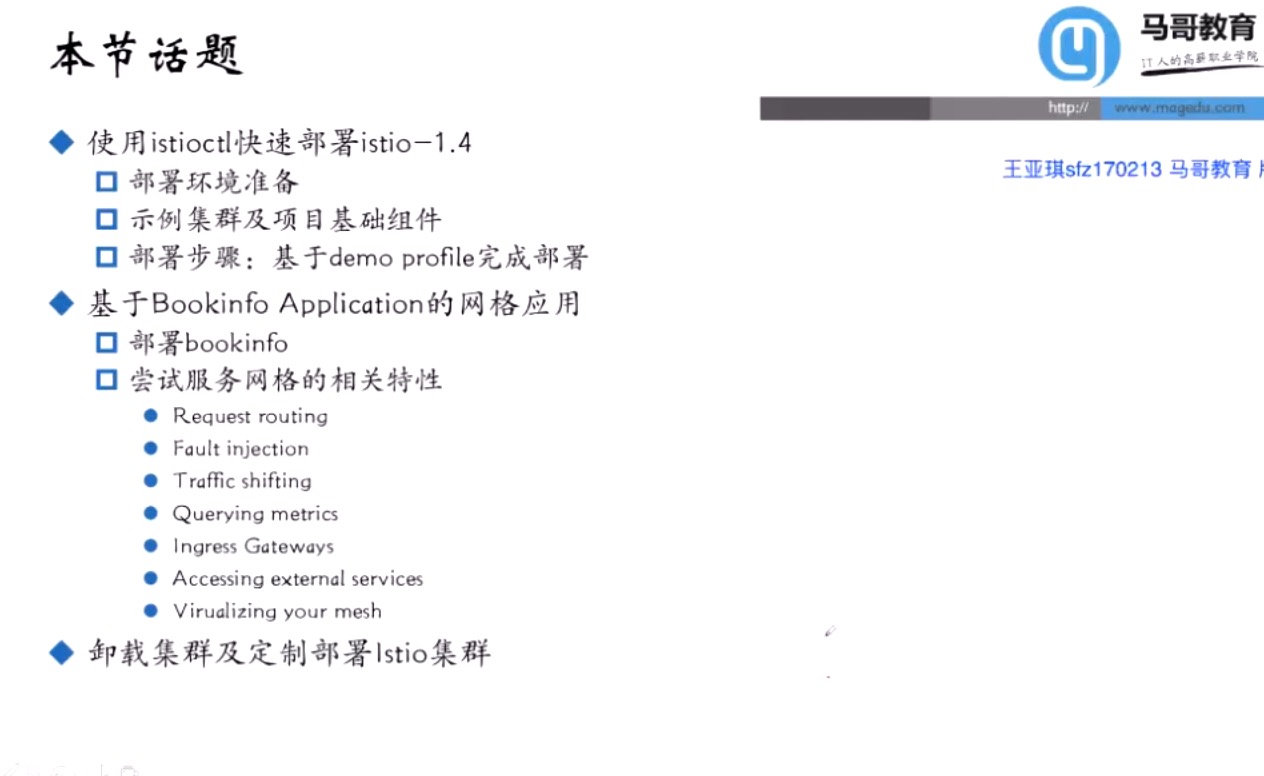 本节话题
马哥教育
IT人的高薪职业学院
http:// www.magedu.com
王亚琪sfz170213 马哥教育
使用istioctl快速部署istio-1.4
部署环境准备
示例集群及项目基础组件
部署步骤：基于demo profile完成部署
基于Bookinfo Application的网格应用
部署bookinfo
尝试服务网格的相关特性
Request routing
Fault injection
Traffic shifting
Querying metrics
Ingress Gateways
Accessing external services
Virualizing your mesh
卸载集群及定制部署Istio集群